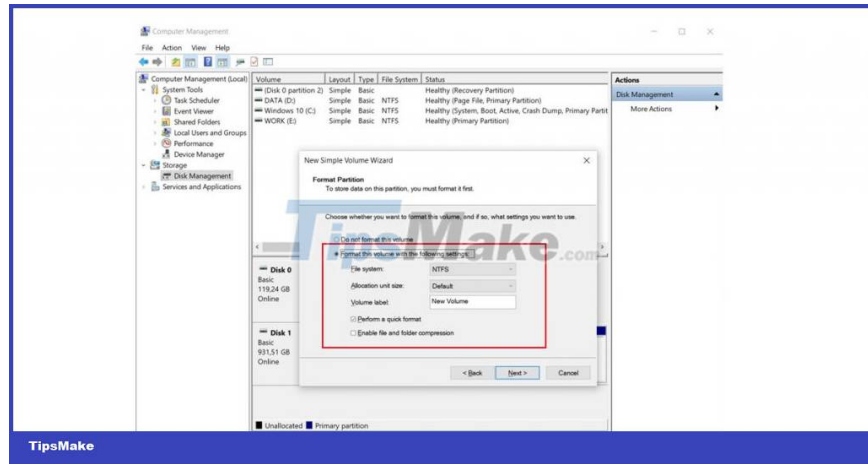 Computer Management
File Action View Help
Computer Management (Local)
System Tools
Task Scheduler
Event Viewer
Shared Folders
Local Users and Groups
Performance
Device Manager
Storage
Disk Management
Services and Applications
Volume Layout Type File System Status
(Disk 0 partition 2) Simple Basic Healthy (Recovery Partition)
DATA (D:) Simple Basic NTFS Healthy (Page File, Primary Partition)
Windows 10 (C:) Simple Basic NTFS Healthy (System, Boot, Active, Crash Dump, Primary Partit
WORK (E:) Simple Basic NTFS Healthy (Primary Partition)
Actions
Disk Management
More Actions
New Simple Volume Wizard
Format Partition
To store data on this partition, you must format it first.
Choose whether you want to format this volume, and if so, what settings you want to use.
Do not format this volume
Format this volume with the following settings:
File system: NTFS
Allocation unit size: Default
Volume label: New Volume
Perform a quick format
Enable file and folder compression
< Back Next > Cancel
TipsMake.com
Disk 0
Basic
119,24 GB
Online
Disk 1
Basic
931,51 GB
Online
Unallocated Primary partition
TipsMake